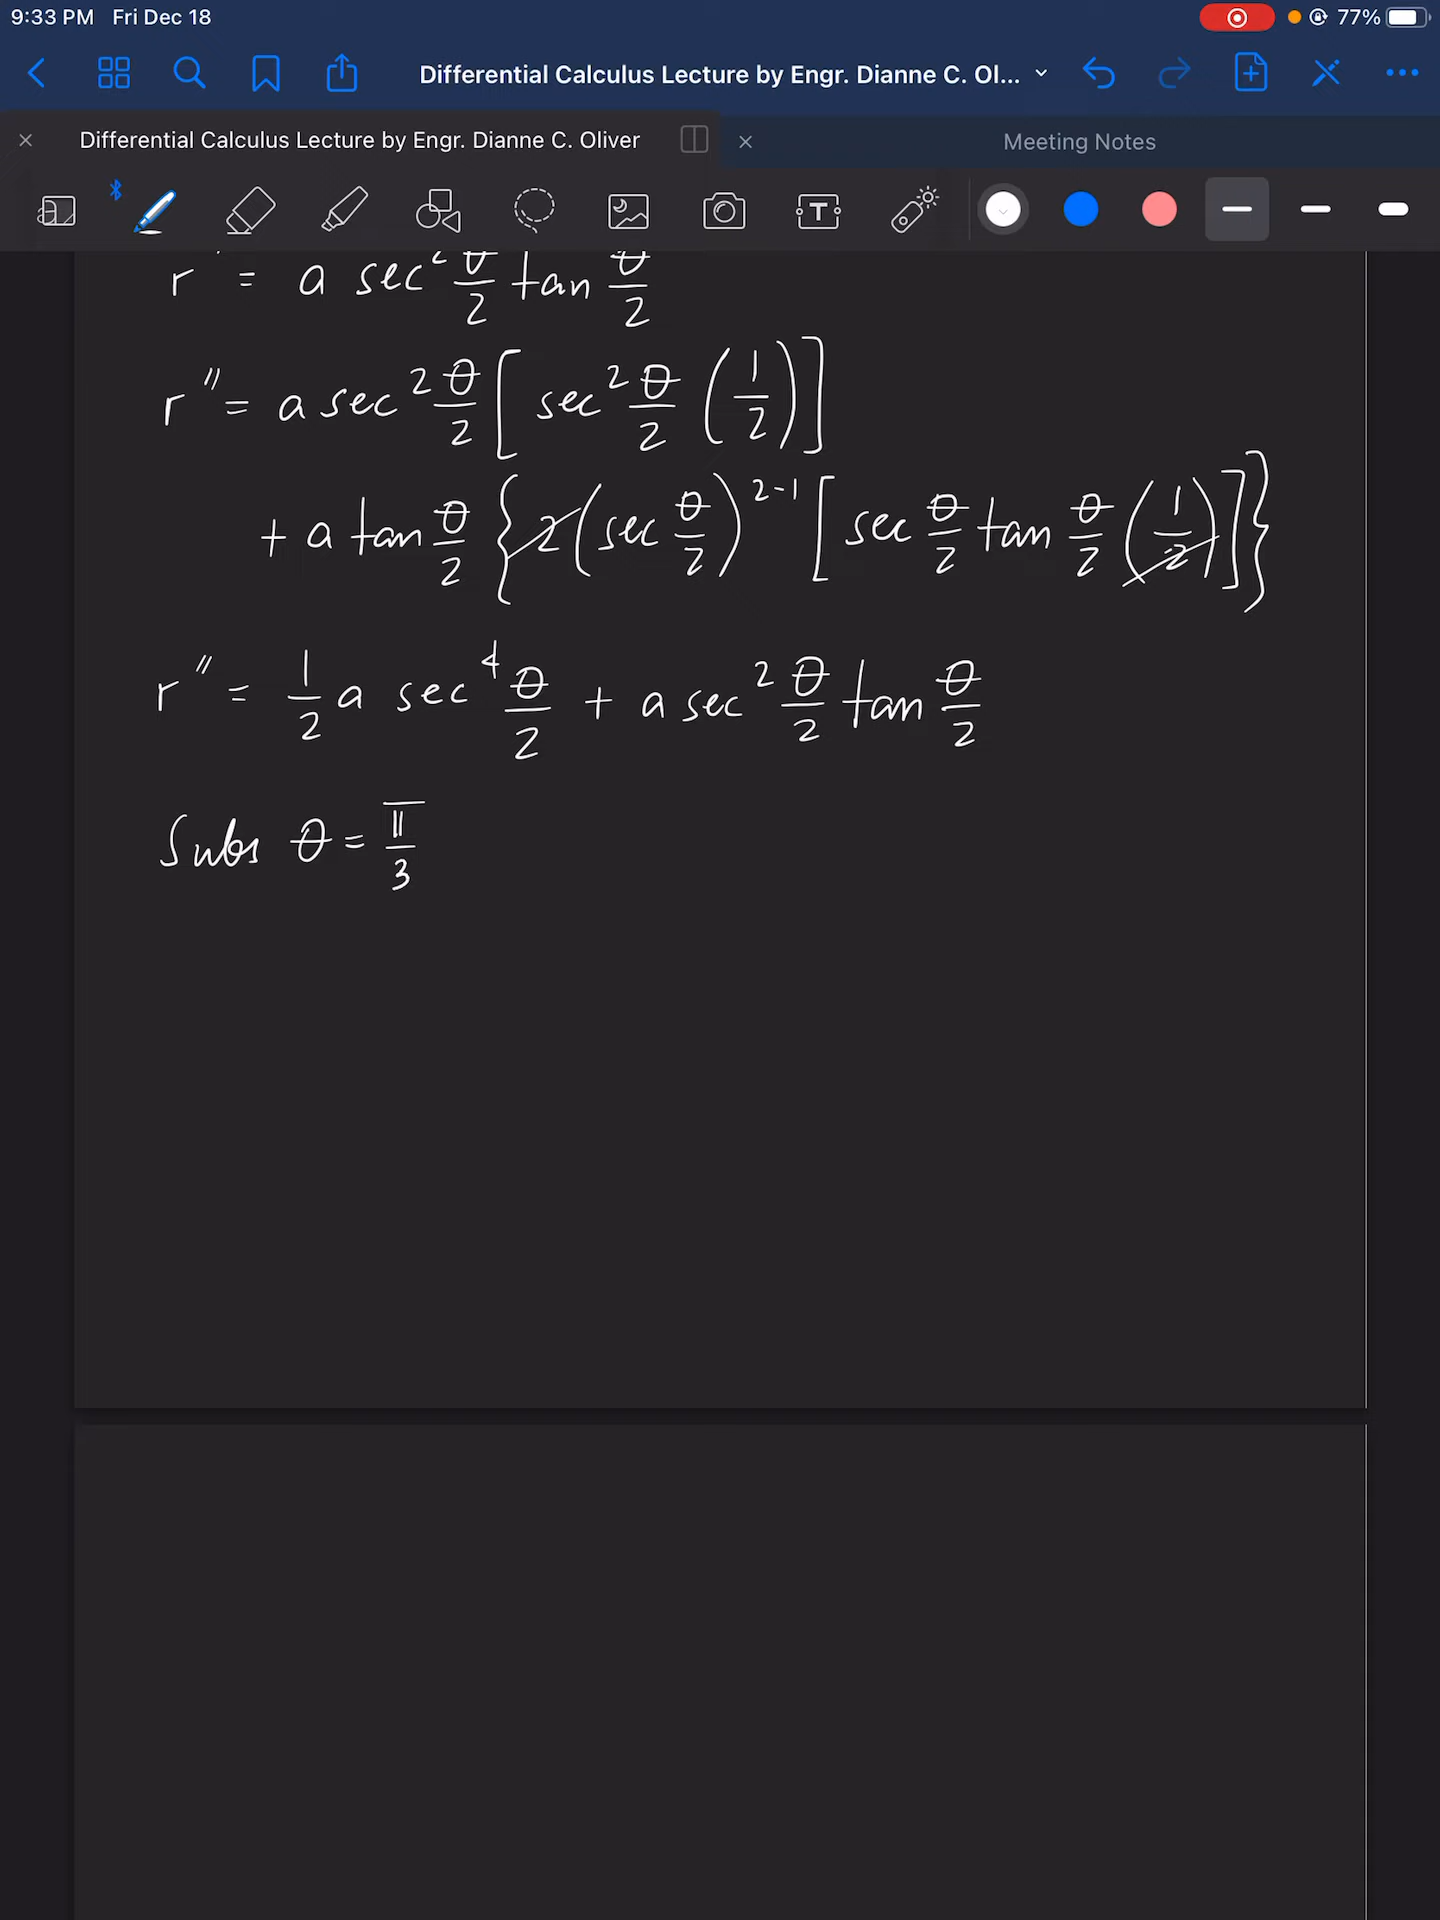 9:33 PM Fri Dec 18 77%
Differential Calculus Lecture by Engr. Dianne C. Ol...
Differential Calculus Lecture by Engr. Dianne C. Oliver
Meeting Notes
r' = a sec² θ/2 tan θ/2
r″ = a sec² θ/2 [ sec² θ/2 (1/2) ]
+ a tan θ/2 { 2 (sec θ/2)²⁻¹ [ sec θ/2 tan θ/2 (1/2) ] }
r″ = 1/2 a sec⁴ θ/2 + a sec² θ/2 tan θ/2
Subs θ = π/3